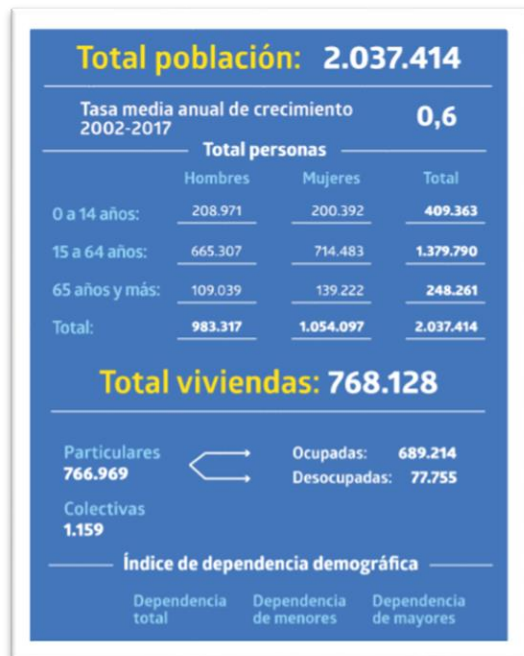 Total población: 2.037.414
Tasa media anual de crecimiento 0,6
2002-2017
Total personas
Hombres Mujeres Total
0 a 14 años: 208.971 200.392 409.363
15 a 64 años: 665.307 714.483 1.379.790
65 años y más: 109.039 139.222 248.261
Total: 983.317 1.054.097 2.037.414
Total viviendas: 768.128
Particulares Ocupadas: 689.214
766.969 Desocupadas: 77.755
Colectivas
1.159
Índice de dependencia demográfica
Dependencia Dependencia Dependencia
total de menores de mayores